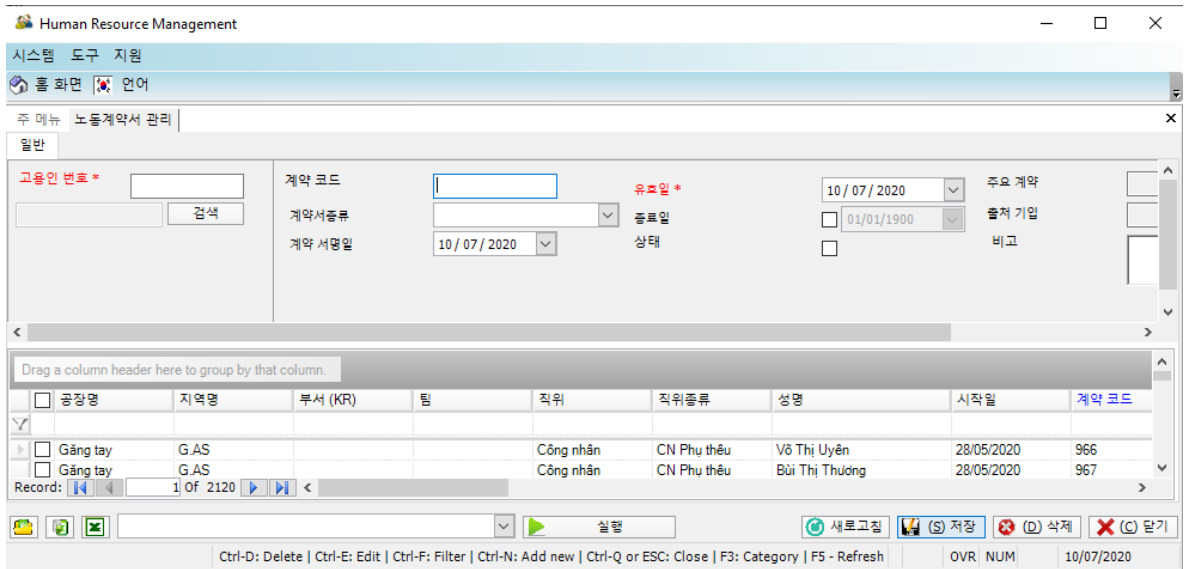 Human Resource Management
시스템 도구 지원
홈 화면 언어
주 메뉴 노동계약서 관리
일반
고용인 번호 *
검색
계약 코드
계약서종류
계약 서명일 10/ 07/ 2020
유효일 * 10/ 07/ 2020
종료일 01/01/1900
상태
주요 계약
출처 기입
비고
Drag a column header here to group by that column.
공장명 지역명 부서 (KR) 팀 직위 직위종류 성명 시작일 계약 코드
Găng tay G.AS Công nhân CN Phụ thêu Võ Thị Uyên 28/05/2020 966
Găng tay G.AS Công nhân CN Phụ thêu Bùi Thị Thương 28/05/2020 967
Record: 1 Of 2120
실행 새로고침 (S) 저장 (D) 삭제 (C) 닫기
Ctrl-D: Delete | Ctrl-E: Edit | Ctrl-F: Filter | Ctrl-N: Add new | Ctrl-Q or ESC: Close | F3: Category | F5 - Refresh OVR NUM 10/07/2020